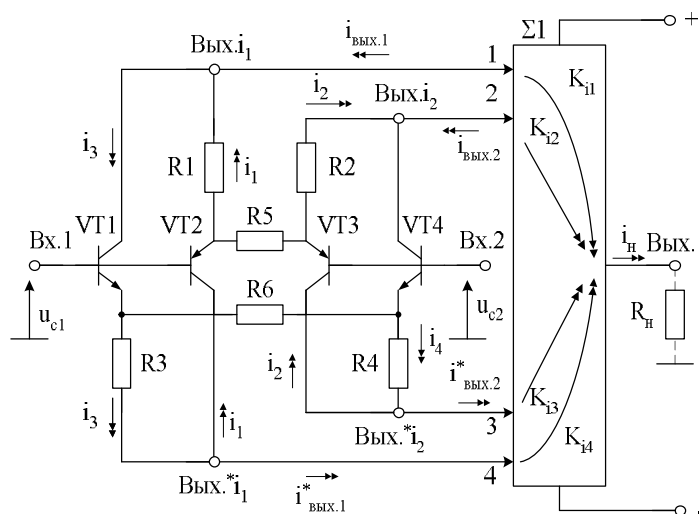 Σ1
+
iвых.1
1
Вых.i1
Ki1
2
i2
Вых.i2
Ki2
iвых.2
i3
R1
i1
R2
VT1
VT2
R5
VT3
VT4
Вх.1
Вх.2
iн
Вых.
R6
uc1
uc2
Rн
R3
i2
R4
i4
i*вых.2
i3
i1
Ki3
3
Вых.*i2
Ki4
4
Вых.*i1
i*вых.1
-